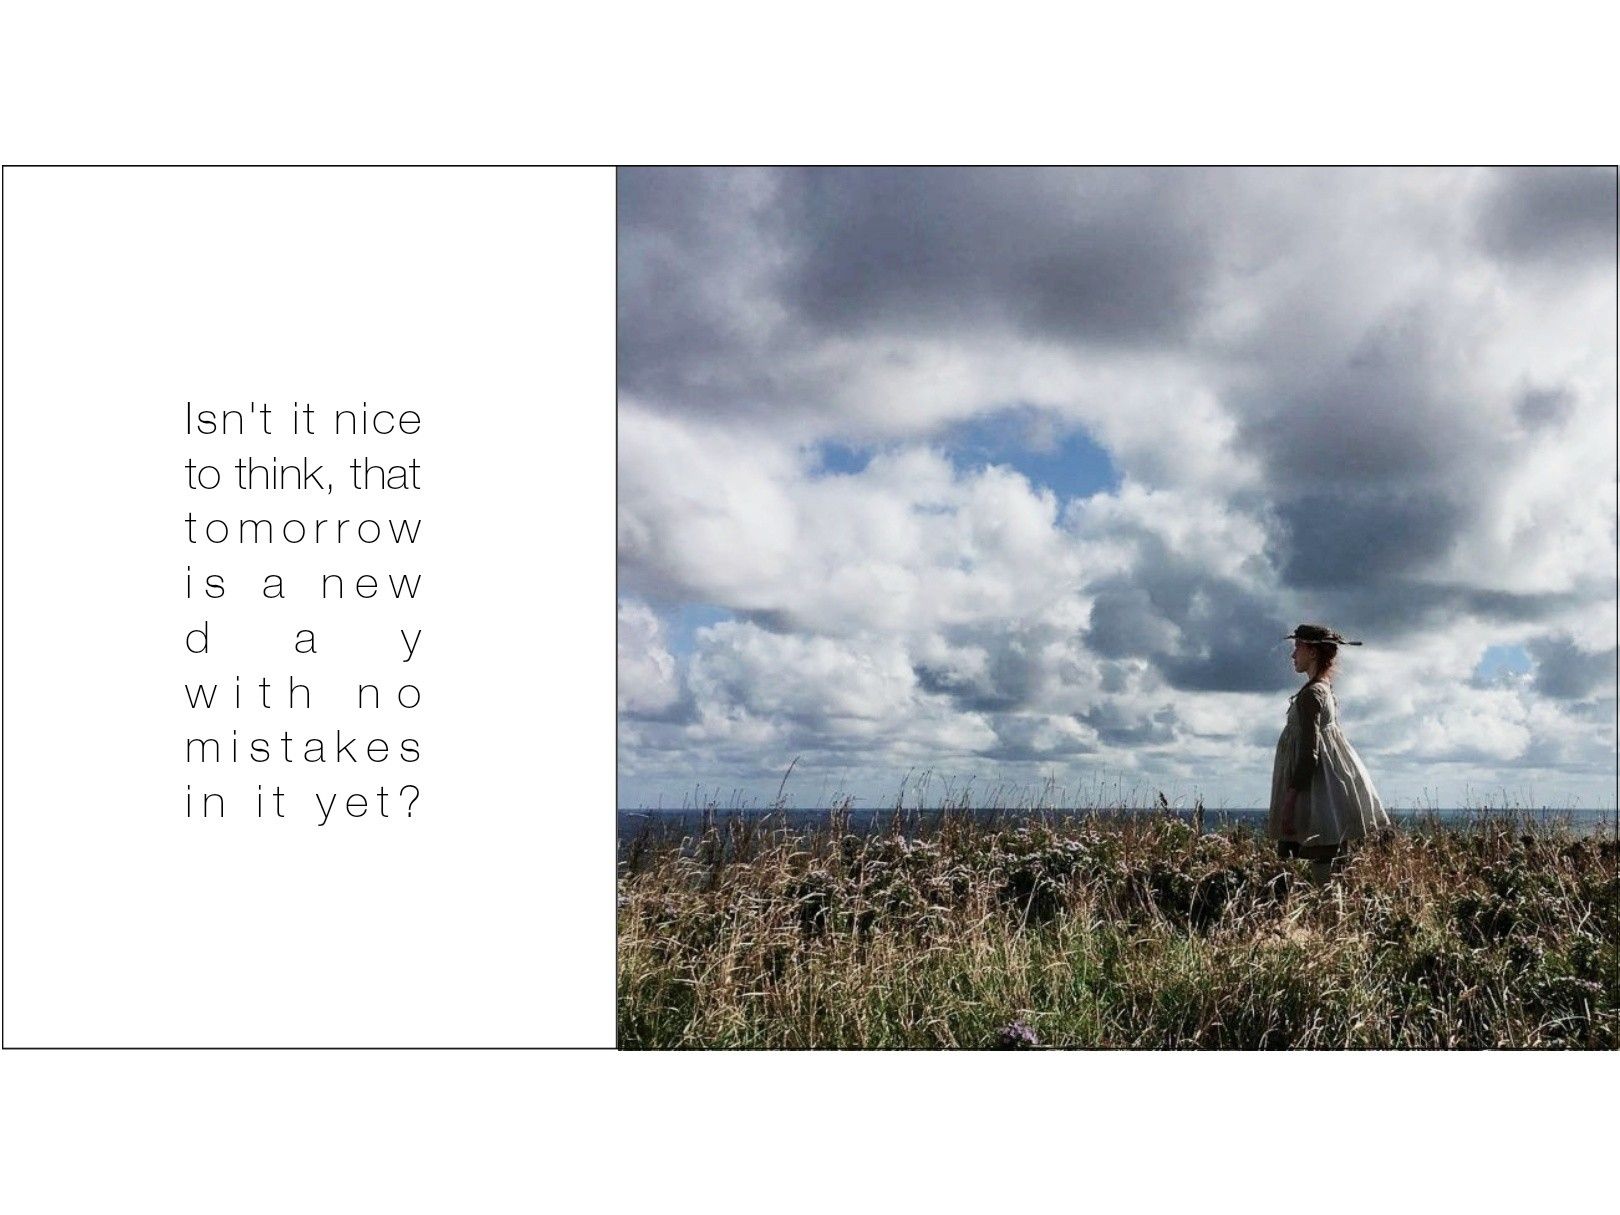 Isn't it nice
to think, that
tomorrow
is a new
day
with no
mistakes
in it yet?